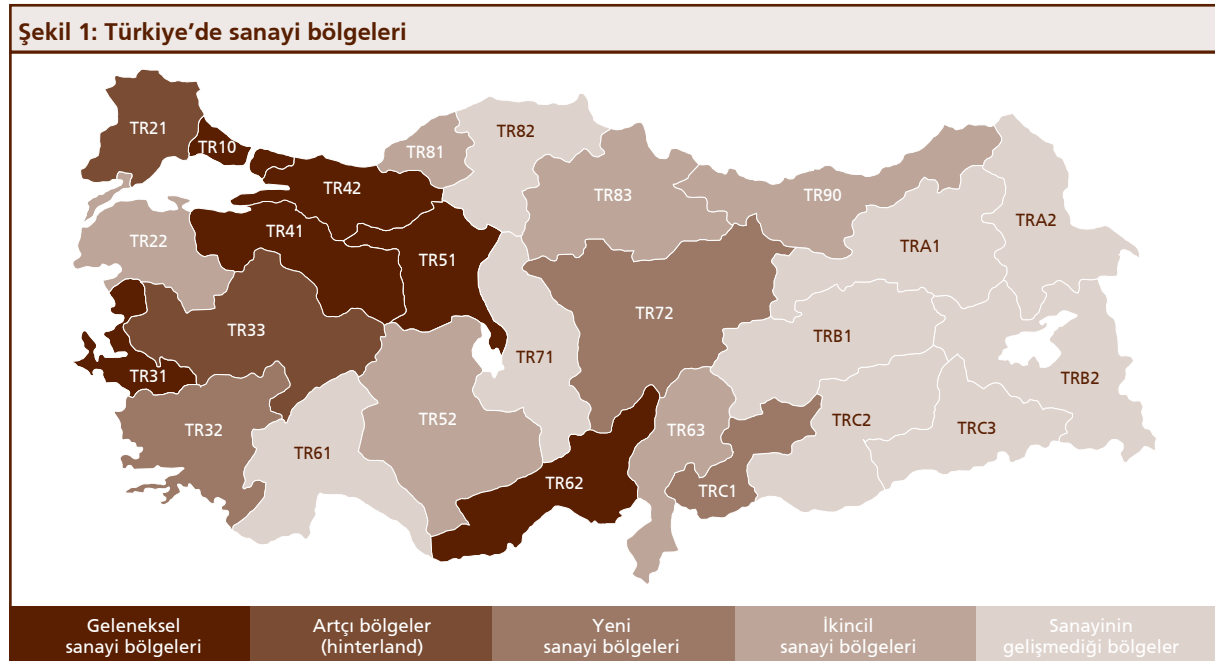 Şekil 1: Türkiye’de sanayi bölgeleri
TR21
TR10
TR81
TR82
TR42
TR83
TR90
TR22
TR41
TR51
TRA1
TRA2
TR33
TR72
TR71
TRB1
TR31
TRB2
TR32
TR61
TR52
TR63
TRC2
TRC3
TR62
TRC1
Geleneksel
sanayi bölgeleri
Artçı bölgeler
(hinterland)
Yeni
sanayi bölgeleri
İkincil
sanayi bölgeleri
Sanayinin
gelişmediği bölgeler